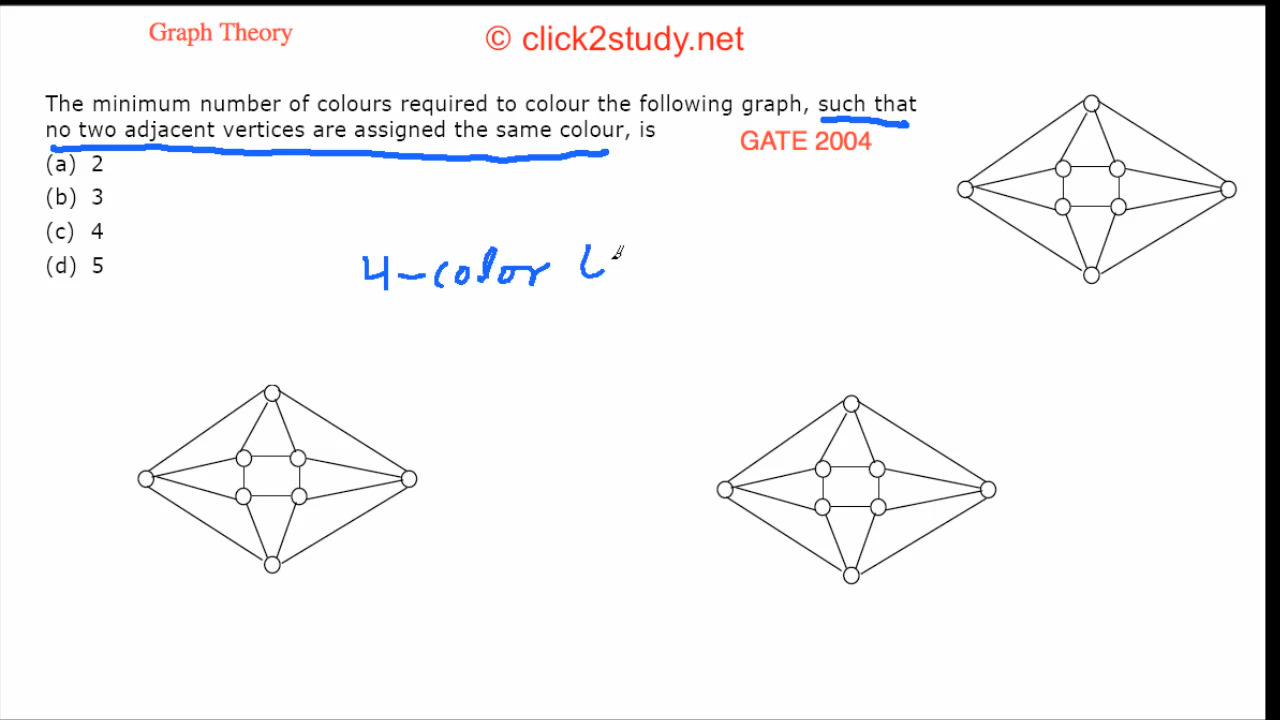 Graph Theory
© click2study.net
The minimum number of colours required to colour the following graph, such that
no two adjacent vertices are assigned the same colour, is
GATE 2004
(a) 2
(b) 3
(c) 4
(d) 5
4-color